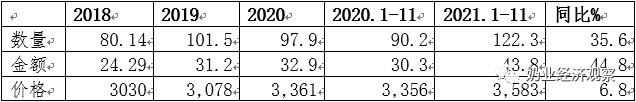 2018 2019 2020 2020.1-11 2021.1-11 同比%
数量 80.14 101.5 97.9 90.2 122.3 35.6
金额 24.29 31.2 32.9 30.3 43.8 44.8
价格 3030 3,078 3,361 3,356 3,583 6.8
奶业经济观察